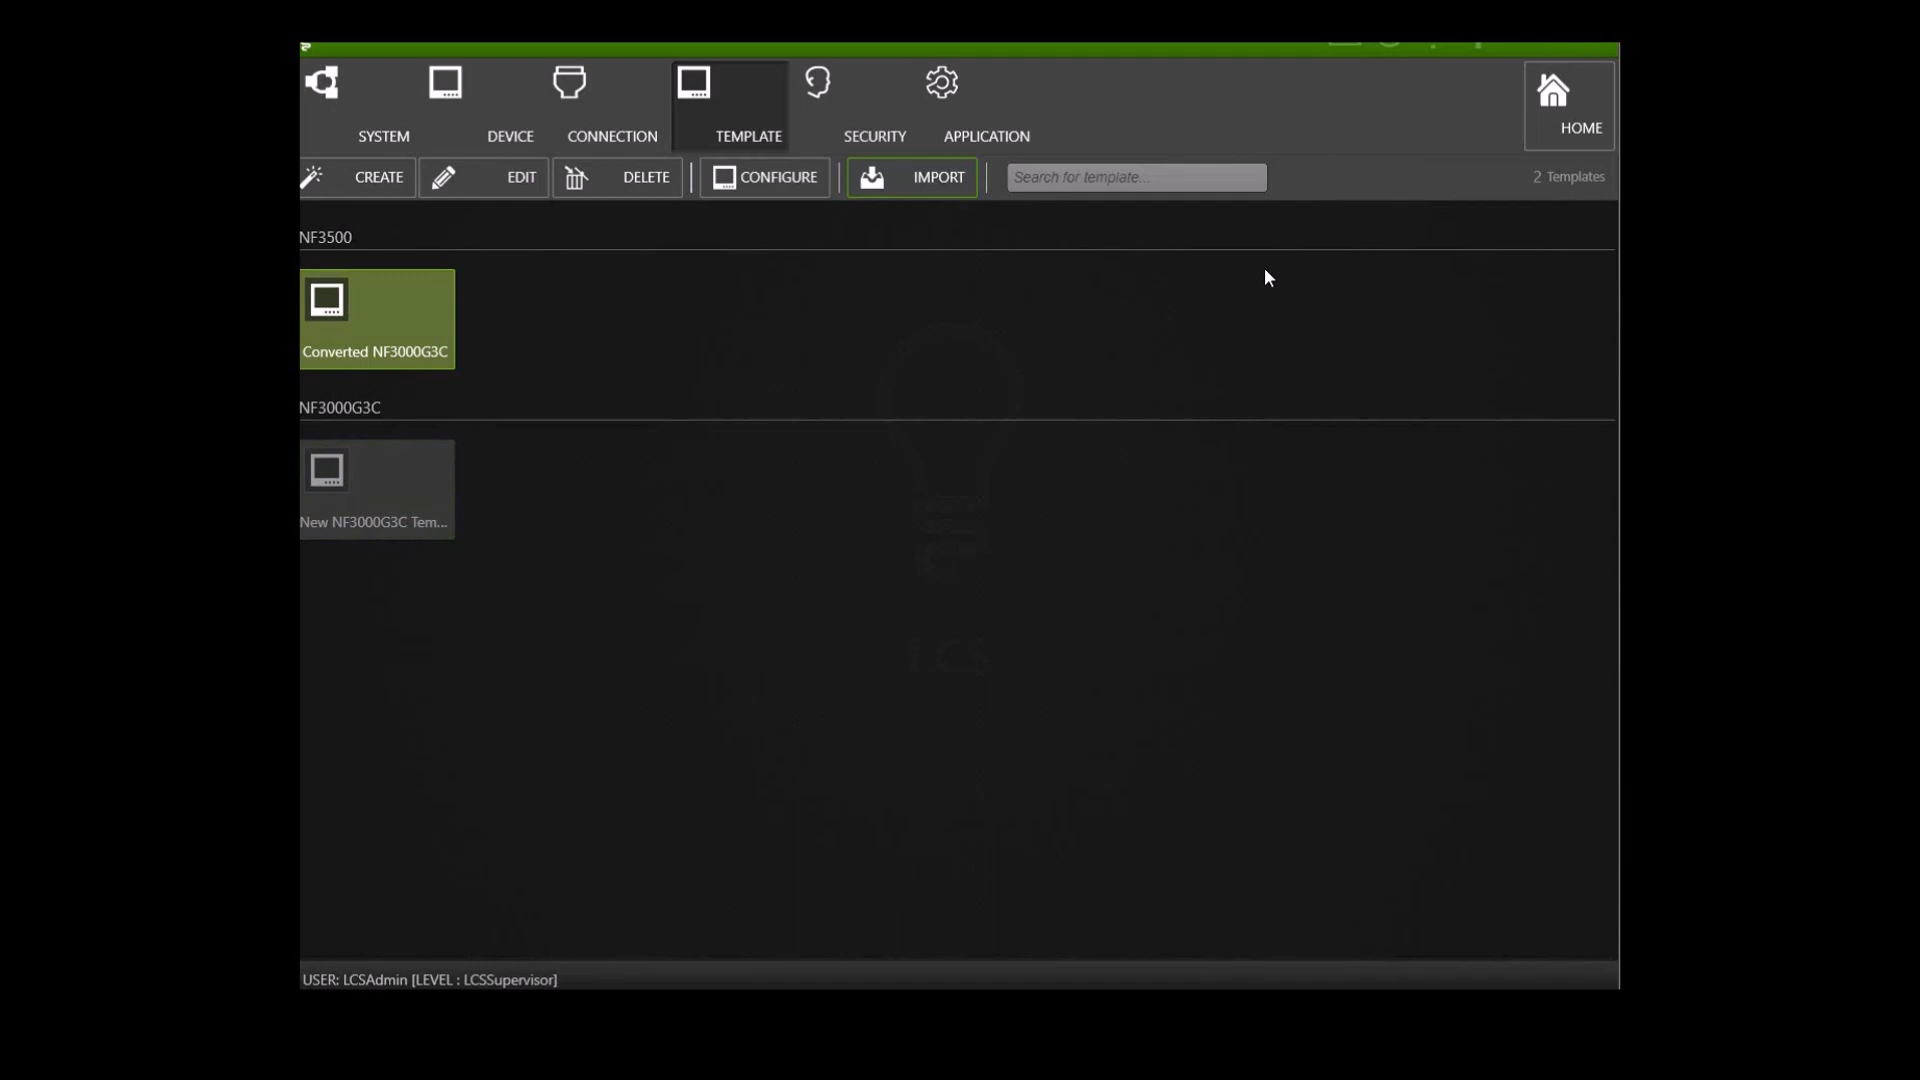 SYSTEM DEVICE CONNECTION TEMPLATE SECURITY APPLICATION HOME
CREATE EDIT DELETE CONFIGURE IMPORT Search for template... 2 Templates
NF3500
Converted NF3000G3C
NF3000G3C
New NF3000G3C Tem...
LCS
USER: LCSAdmin [LEVEL : LCSSupervisor]